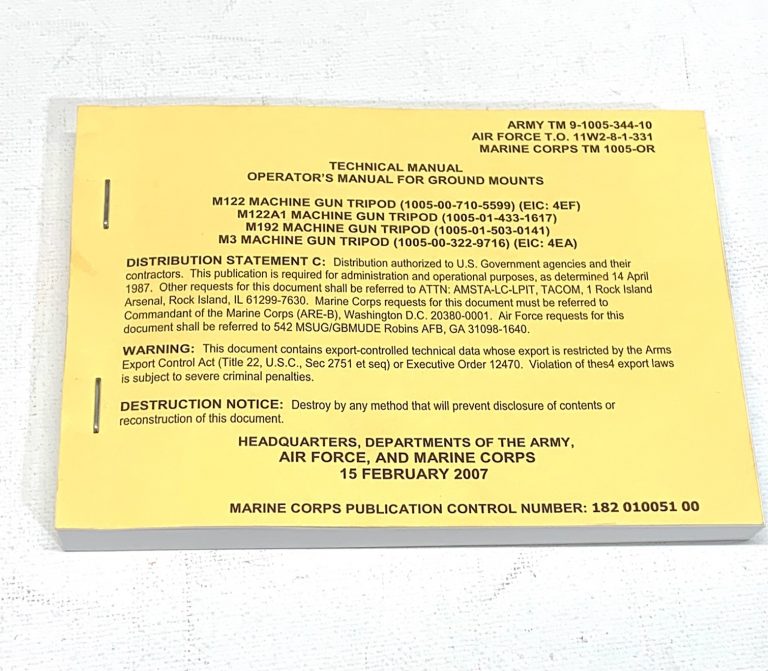 ARMY TM 9-1005-344-10
AIR FORCE T.O. 11W2-8-1-331
MARINE CORPS TM 1005-OR
TECHNICAL MANUAL
OPERATOR'S MANUAL FOR GROUND MOUNTS
M122 MACHINE GUN TRIPOD (1005-00-710-5599) (EIC: 4EF)
M122A1 MACHINE GUN TRIPOD (1005-01-433-1617)
M192 MACHINE GUN TRIPOD (1005-01-503-0141)
M3 MACHINE GUN TRIPOD (1005-00-322-9716) (EIC: 4EA)
DISTRIBUTION STATEMENT C: Distribution authorized to U.S. Government agencies and their
contractors. This publication is required for administration and operational purposes, as determined 14 April
1987. Other requests for this document shall be referred to ATTN: AMSTA-LC-LPIT, TACOM, 1 Rock Island
Arsenal, Rock Island, IL 61299-7630. Marine Corps requests for this document must be referred to
Commandant of the Marine Corps (ARE-B), Washington D.C. 20380-0001. Air Force requests for this
document shall be referred to 542 MSUG/GBMUDE Robins AFB, GA 31098-1640.
WARNING: This document contains export-controlled technical data whose export is restricted by the Arms
Export Control Act (Title 22, U.S.C., Sec 2751 et seq) or Executive Order 12470. Violation of thes4 export laws
is subject to severe criminal penalties.
DESTRUCTION NOTICE: Destroy by any method that will prevent disclosure of contents or
reconstruction of this document.
HEADQUARTERS, DEPARTMENTS OF THE ARMY,
AIR FORCE, AND MARINE CORPS
15 FEBRUARY 2007
MARINE CORPS PUBLICATION CONTROL NUMBER: 182 010051 00